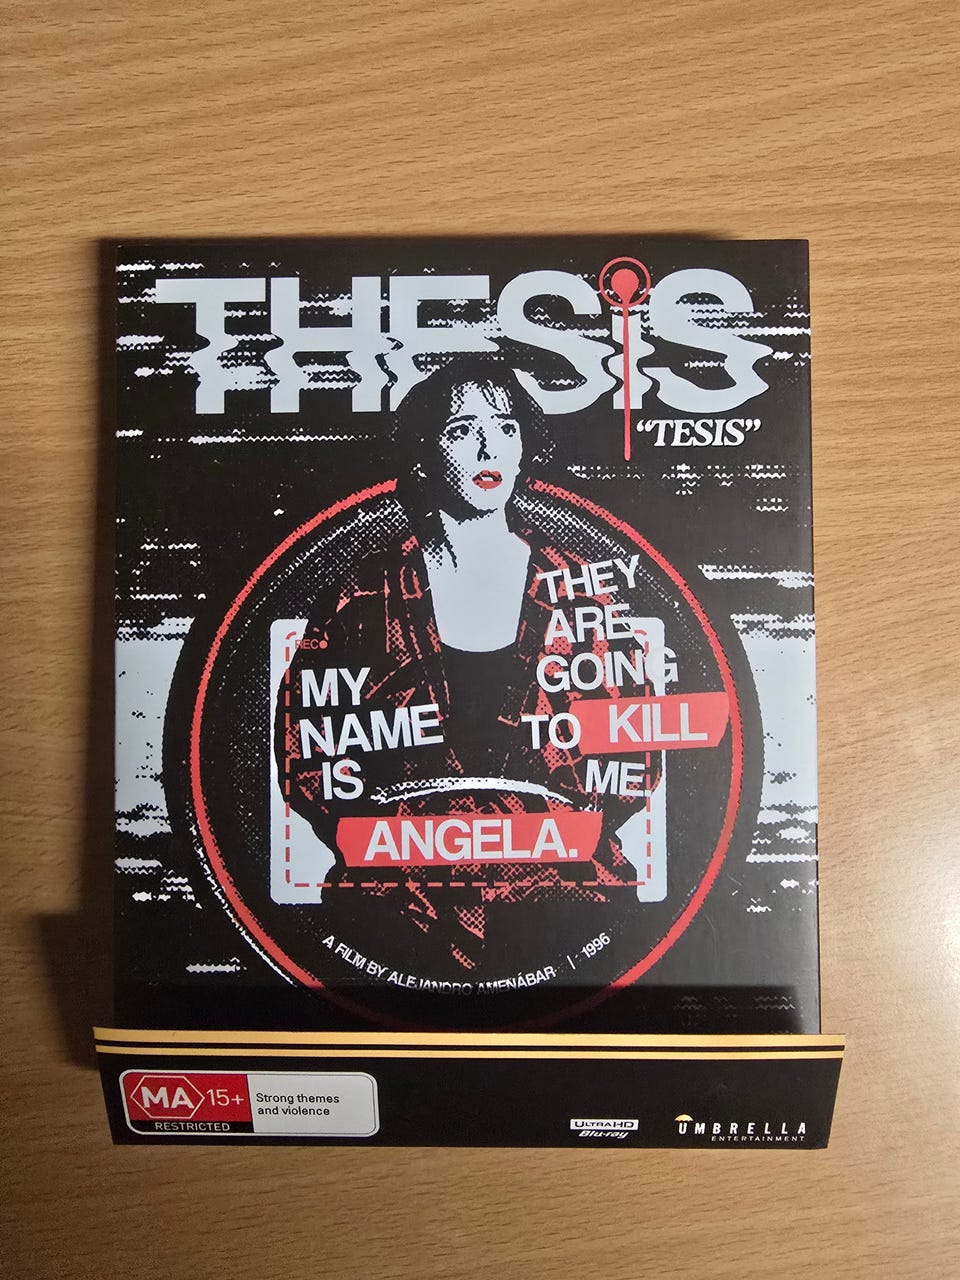 THESiS
“TESIS”
REC
MY
NAME
IS
ANGELA.
THEY
ARE
GOING
TO KILL
ME.
A FILM BY ALEJANDRO AMENÁBAR | 1996
MA 15+
RESTRICTED
Strong themes
and violence
ULTRA HD
Blu-ray
UMBRELLA
ENTERTAINMENT